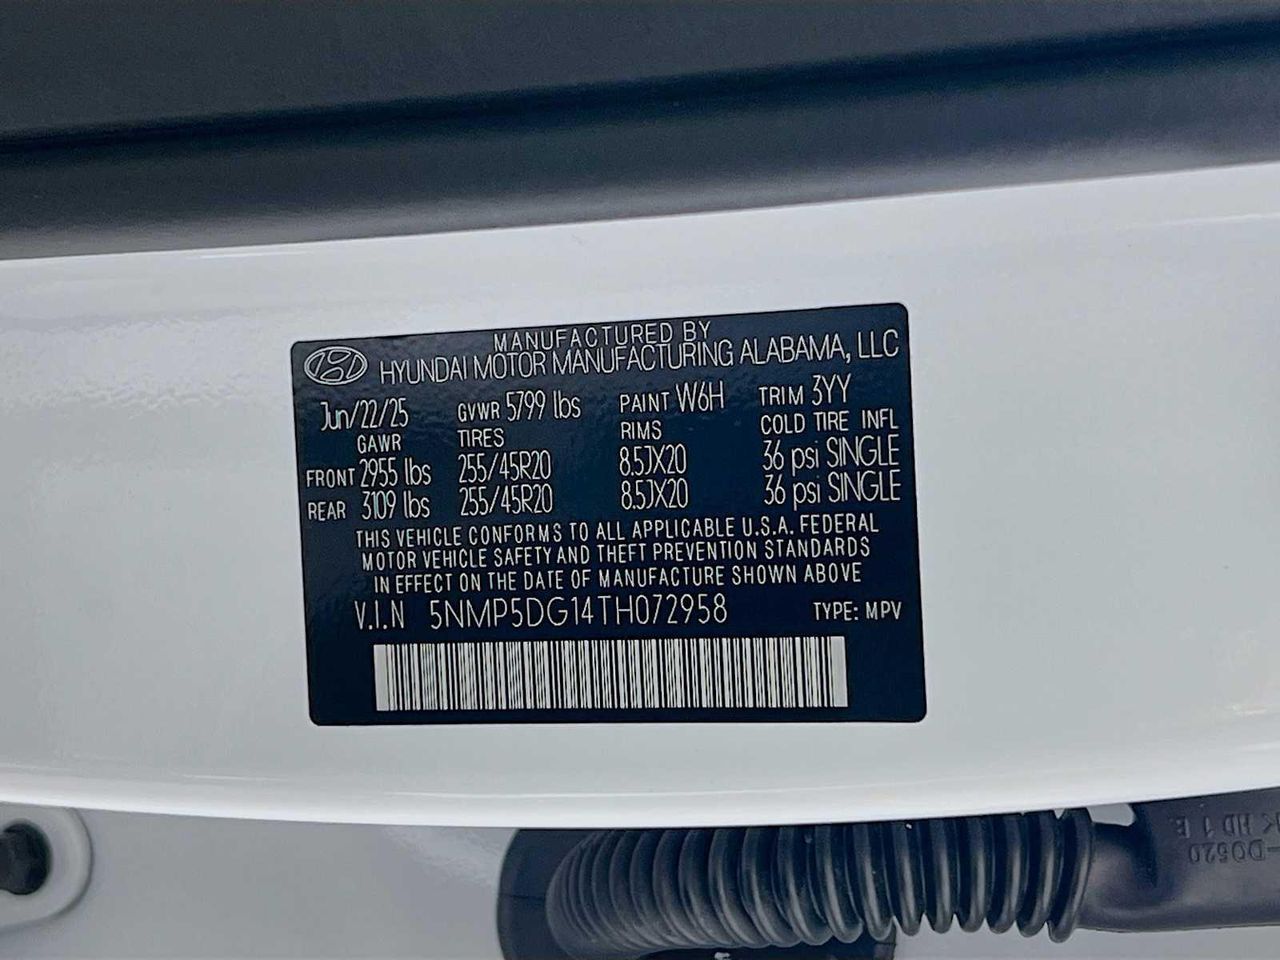 MANUFACTURED BY
HYUNDAI MOTOR MANUFACTURING ALABAMA, LLC
Jun/22/25 GVWR 5799 lbs PAINT W6H TRIM 3YY
GAWR TIRES RIMS COLD TIRE INFL
FRONT 2955 lbs 255/45R20 8.5JX20 36 psi SINGLE
REAR 3109 lbs 255/45R20 8.5JX20 36 psi SINGLE
THIS VEHICLE CONFORMS TO ALL APPLICABLE U.S.A. FEDERAL
MOTOR VEHICLE SAFETY AND THEFT PREVENTION STANDARDS
IN EFFECT ON THE DATE OF MANUFACTURE SHOWN ABOVE
V.I.N 5NMP5DG14TH072958 TYPE: MPV
-D0520